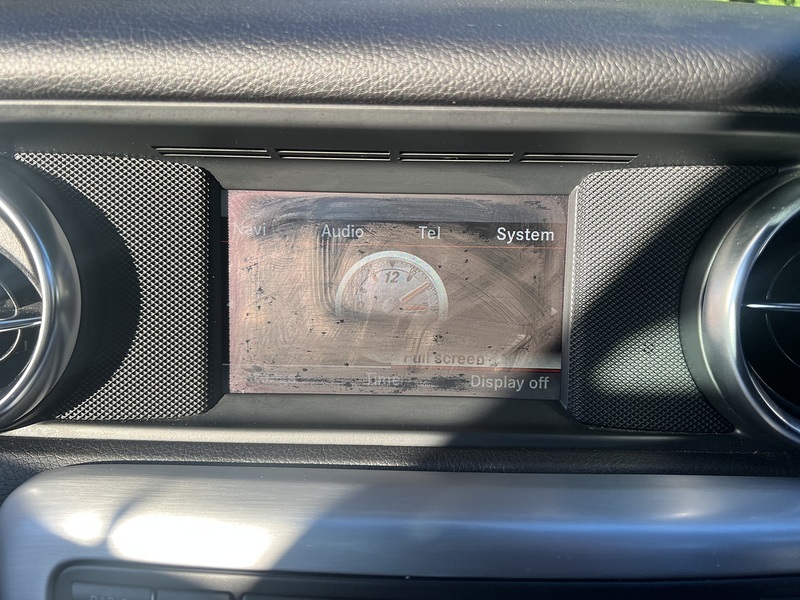 Navi Audio Tel System
12
Full screen
Time Display off